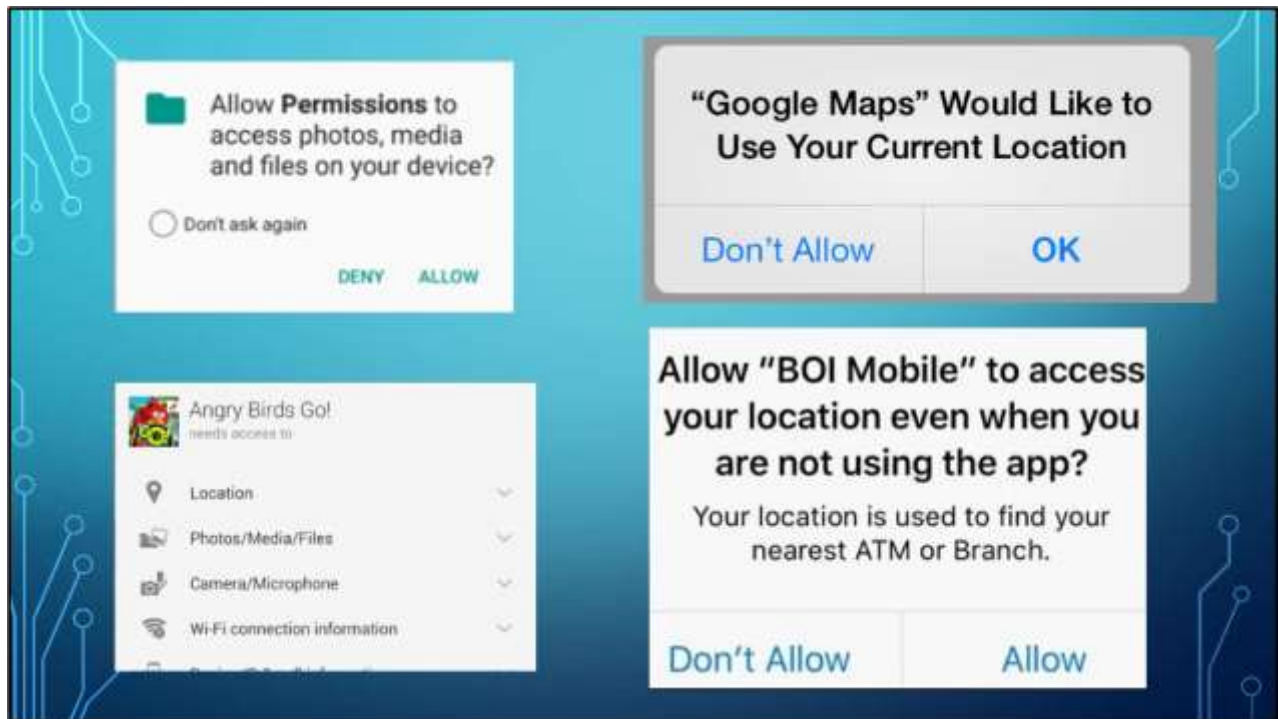 Allow Permissions to
access photos, media
and files on your device?
Don't ask again
DENY ALLOW
“Google Maps” Would Like to
Use Your Current Location
Don't Allow OK
Angry Birds Go!
needs access to
Location
Photos/Media/Files
Camera/Microphone
Wi-Fi connection information
Allow “BOI Mobile” to access
your location even when you
are not using the app?
Your location is used to find your
nearest ATM or Branch.
Don't Allow Allow